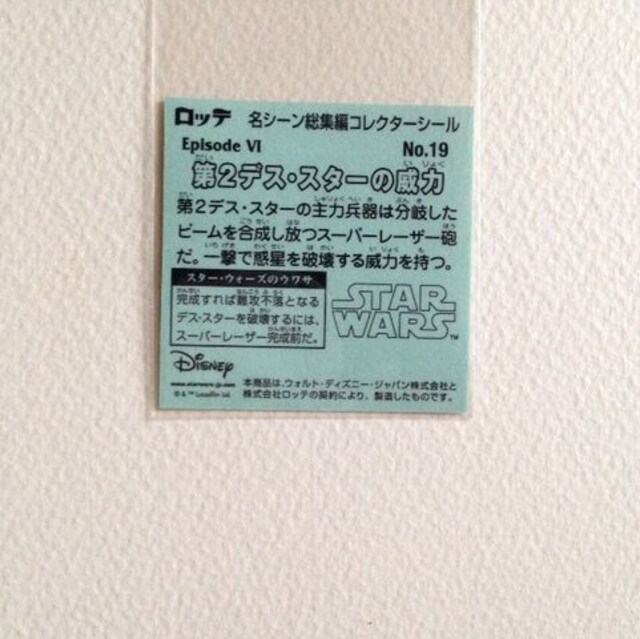 ロッテ 名シーン総集編コレクターシール
Episode VI No.19
第2デス・スターの威力
第2デス・スターの主力兵器は分岐した
ビームを合成し放つスーパーレーザー砲
だ。一撃で惑星を破壊する威力を持つ。
スター・ウォーズのウワサ
完成すれば難攻不落となる
デス・スターを破壊するには、
スーパーレーザー完成前だ。
STAR
WARS™
Disney
www.starwars.jp.com
© & ™ Lucasfilm Ltd.
本商品は、ウォルト・ディズニー・ジャパン株式会社と
株式会社ロッテの契約により、製造したものです。